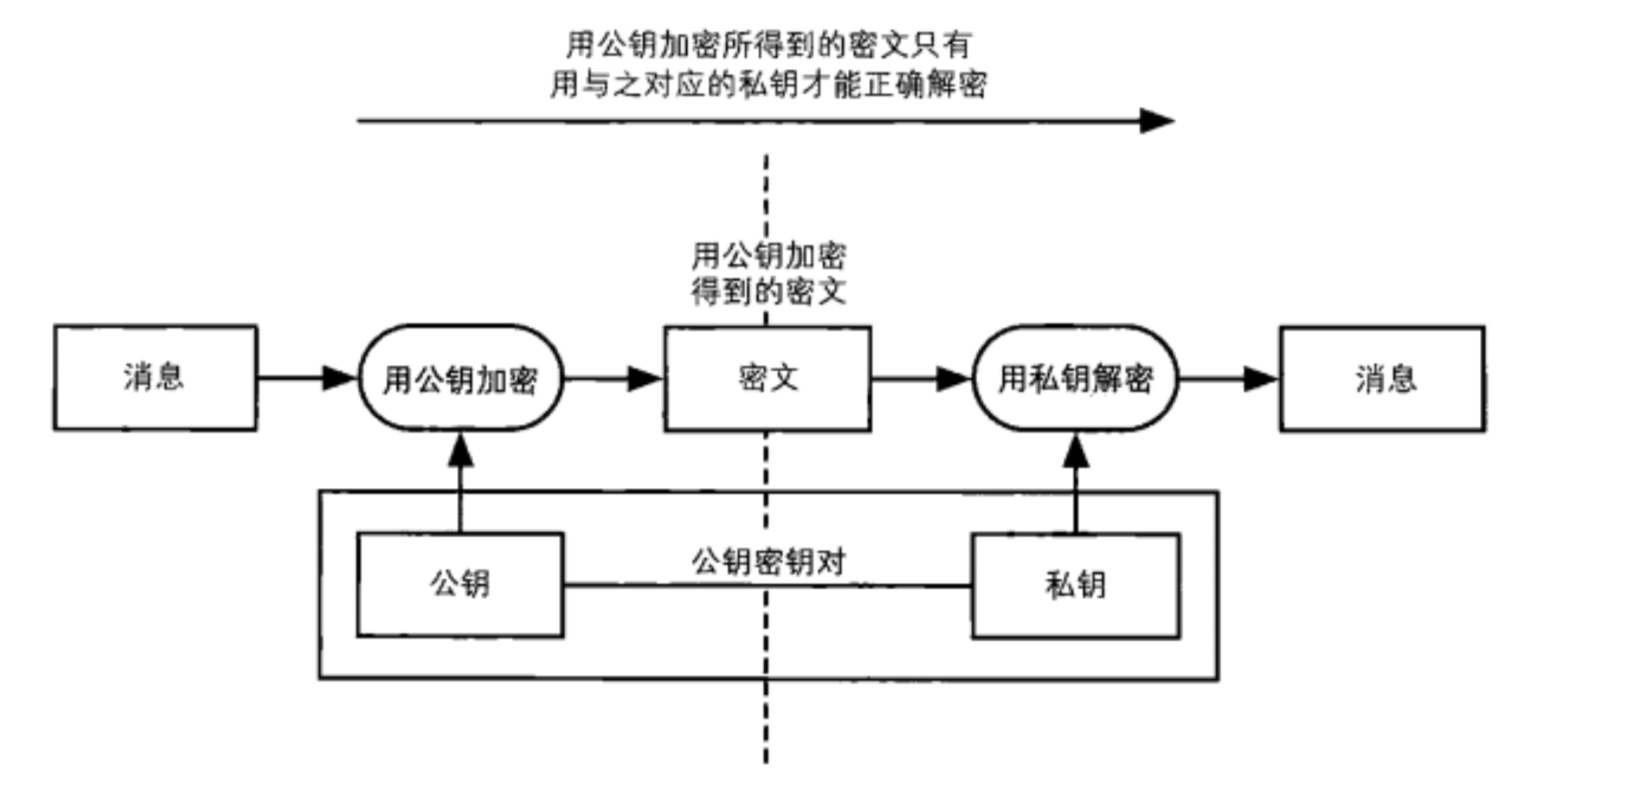 用公钥加密所得到的密文只有
用与之对应的私钥才能正确解密
用公钥加密
得到的密文
消息
用公钥加密
密文
用私钥解密
消息
公钥密钥对
公钥
私钥